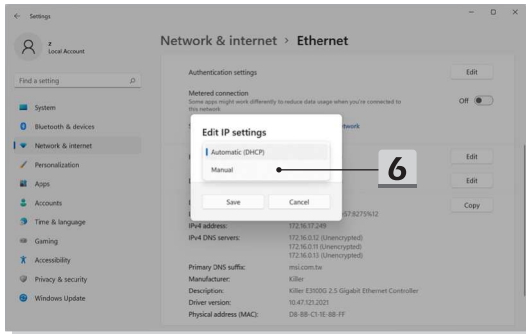 Settings
Network & internet > Ethernet
z
Local Account
Find a setting
System
Bluetooth & devices
Network & internet
Personalization
Apps
Accounts
Time & language
Gaming
Accessibility
Privacy & security
Windows Update
Authentication settings
Edit
Metered connection
Some apps might work differently to reduce data usage when you're connected to
this network
Off
Edit IP settings
Automatic (DHCP)
Manual
6
Edit
Edit
Save
Cancel
Copy
IPv4 address: 172.16.17.249
IPv4 DNS servers: 172.16.0.12 (Unencrypted)
172.16.0.11 (Unencrypted)
172.16.0.13 (Unencrypted)
Primary DNS suffix: msi.com.tw
Manufacturer: Killer
Description: Killer E3100G 2.5 Gigabit Ethernet Controller
Driver version: 10.47.121.2021
Physical address (MAC): D8-BB-C1-1E-8B-FF